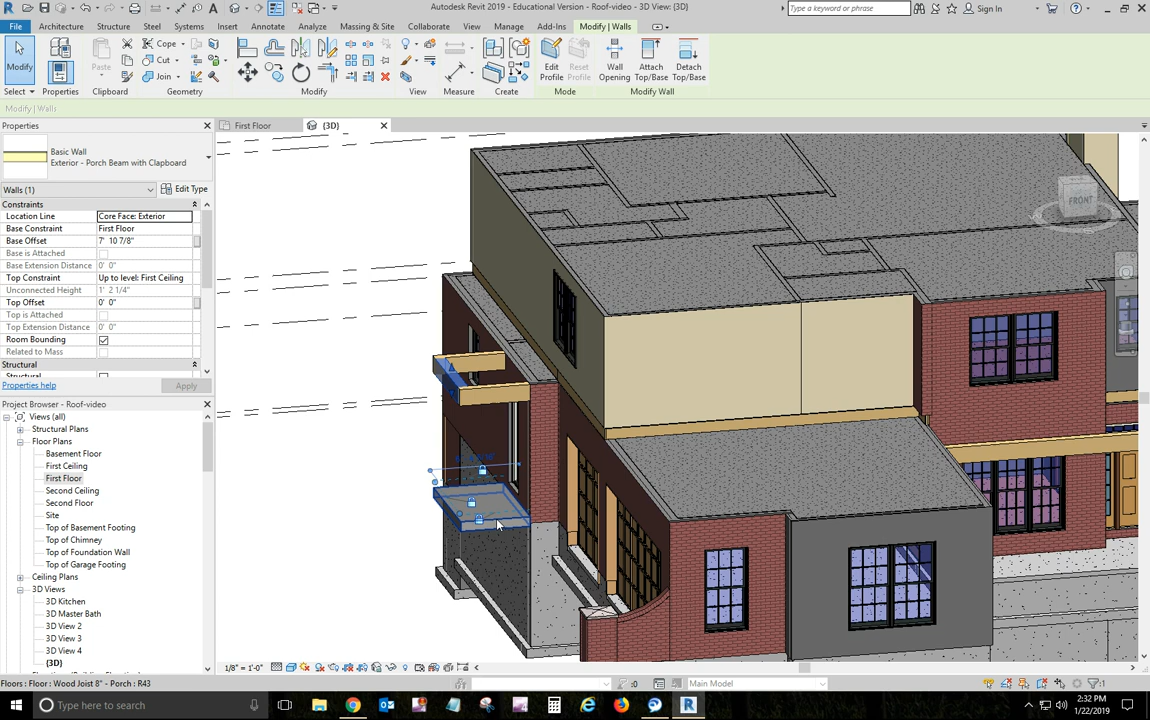 Autodesk Revit 2019 - Educational Version - Roof-video - 3D View: {3D}
Type a keyword or phrase
Sign In
File Architecture Structure Steel Systems Insert Annotate Analyze Massing & Site Collaborate View Manage Add-Ins Modify | Walls
Modify
Paste
Cope
Cut
Join
Edit Profile
Reset Profile
Wall Opening
Attach Top/Base
Detach Top/Base
Select Properties Clipboard Geometry Modify View Measure Create Mode Modify Wall
Modify | Walls
Properties
First Floor
{3D}
Basic Wall
Exterior - Porch Beam with Clapboard
Walls (1)
Edit Type
Constraints
Location Line Core Face: Exterior
Base Constraint First Floor
Base Offset 7' 10 7/8"
Base is Attached
Base Extension Distance 0' 0"
Top Constraint Up to level: First Ceiling
Unconnected Height 1' 2 1/4"
Top Offset 0' 0"
Top is Attached
Top Extension Distance 0' 0"
Room Bounding
Related to Mass
Structural
Properties help
Apply
Project Browser - Roof-video
Views (all)
Structural Plans
Floor Plans
Basement Floor
First Ceiling
First Floor
Second Ceiling
Second Floor
Site
Top of Basement Footing
Top of Chimney
Top of Foundation Wall
Top of Garage Footing
Ceiling Plans
3D Views
3D Kitchen
3D Master Bath
3D View 2
3D View 3
3D View 4
{3D}
FRONT
1/8" = 1'-0"
Floors : Floor : Wood Joist 8" - Porch : R43
:0
Main Model
:1
Type here to search
2:32 PM
1/22/2019